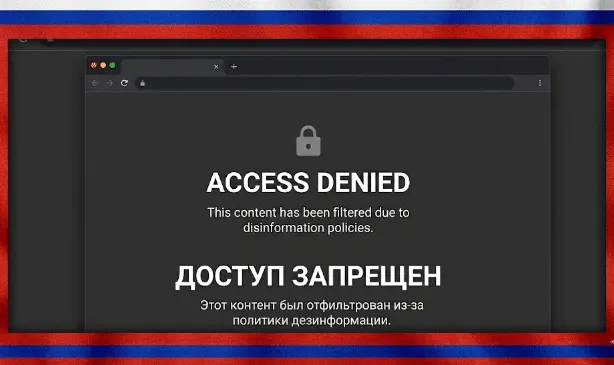 ACCESS DENIED
This content has been filtered due to
disinformation policies.
ДОСТУП ЗАПРЕЩЕН
Этот контент был отфильтрован из-за
политики дезинформации.